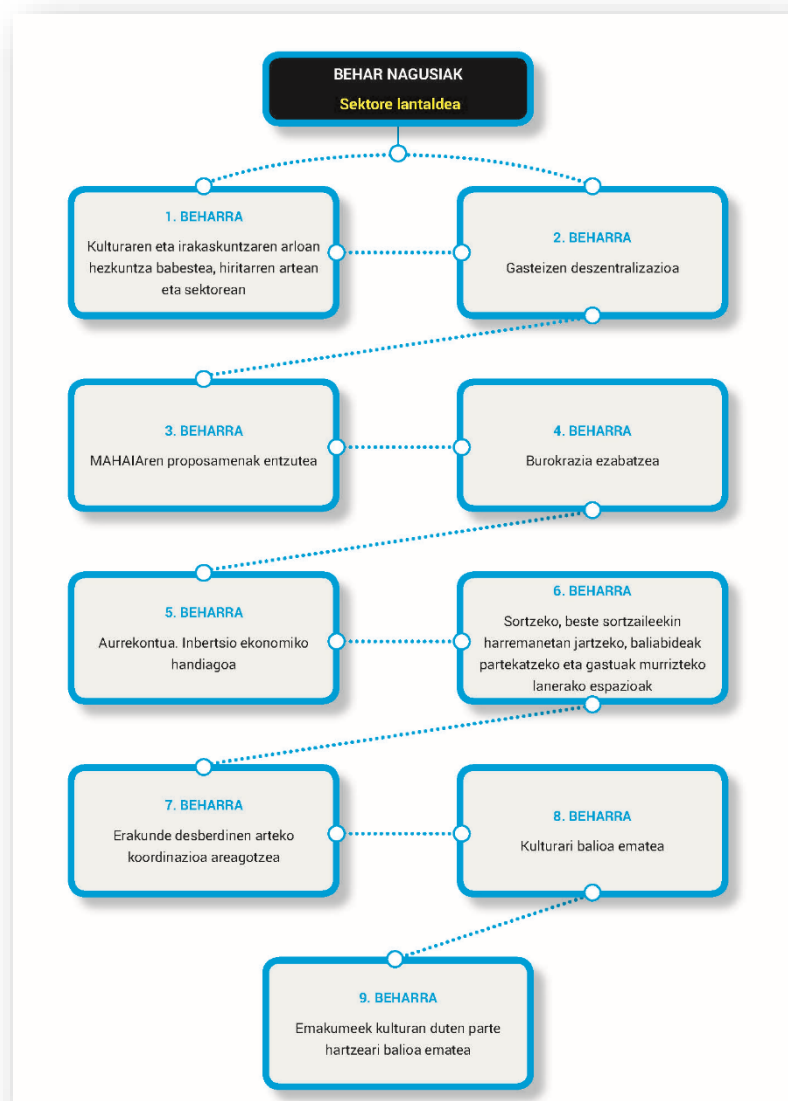 BEHAR NAGUSIAK
Sektore lantaldea
1. BEHARRA
Kulturaren eta irakaskuntzaren arloan
hezkuntza babestea, hiritarren artean
eta sektorean
2. BEHARRA
Gasteizen deszentralizazioa
3. BEHARRA
MAHAIAren proposamenak entzutea
4. BEHARRA
Burokrazia ezabatzea
5. BEHARRA
Aurrekontua. Inbertsio ekonomiko
handiagoa
6. BEHARRA
Sortzeko, beste sortzaileekin
harremanetan jartzeko, baliabideak
partekatzeko eta gastuak murrizteko
lanerako espazioak
7. BEHARRA
Erakunde desberdinen arteko
koordinazioa areagotzea
8. BEHARRA
Kulturari balioa ematea
9. BEHARRA
Emakumeek kulturan duten parte
hartzeari balioa ematea